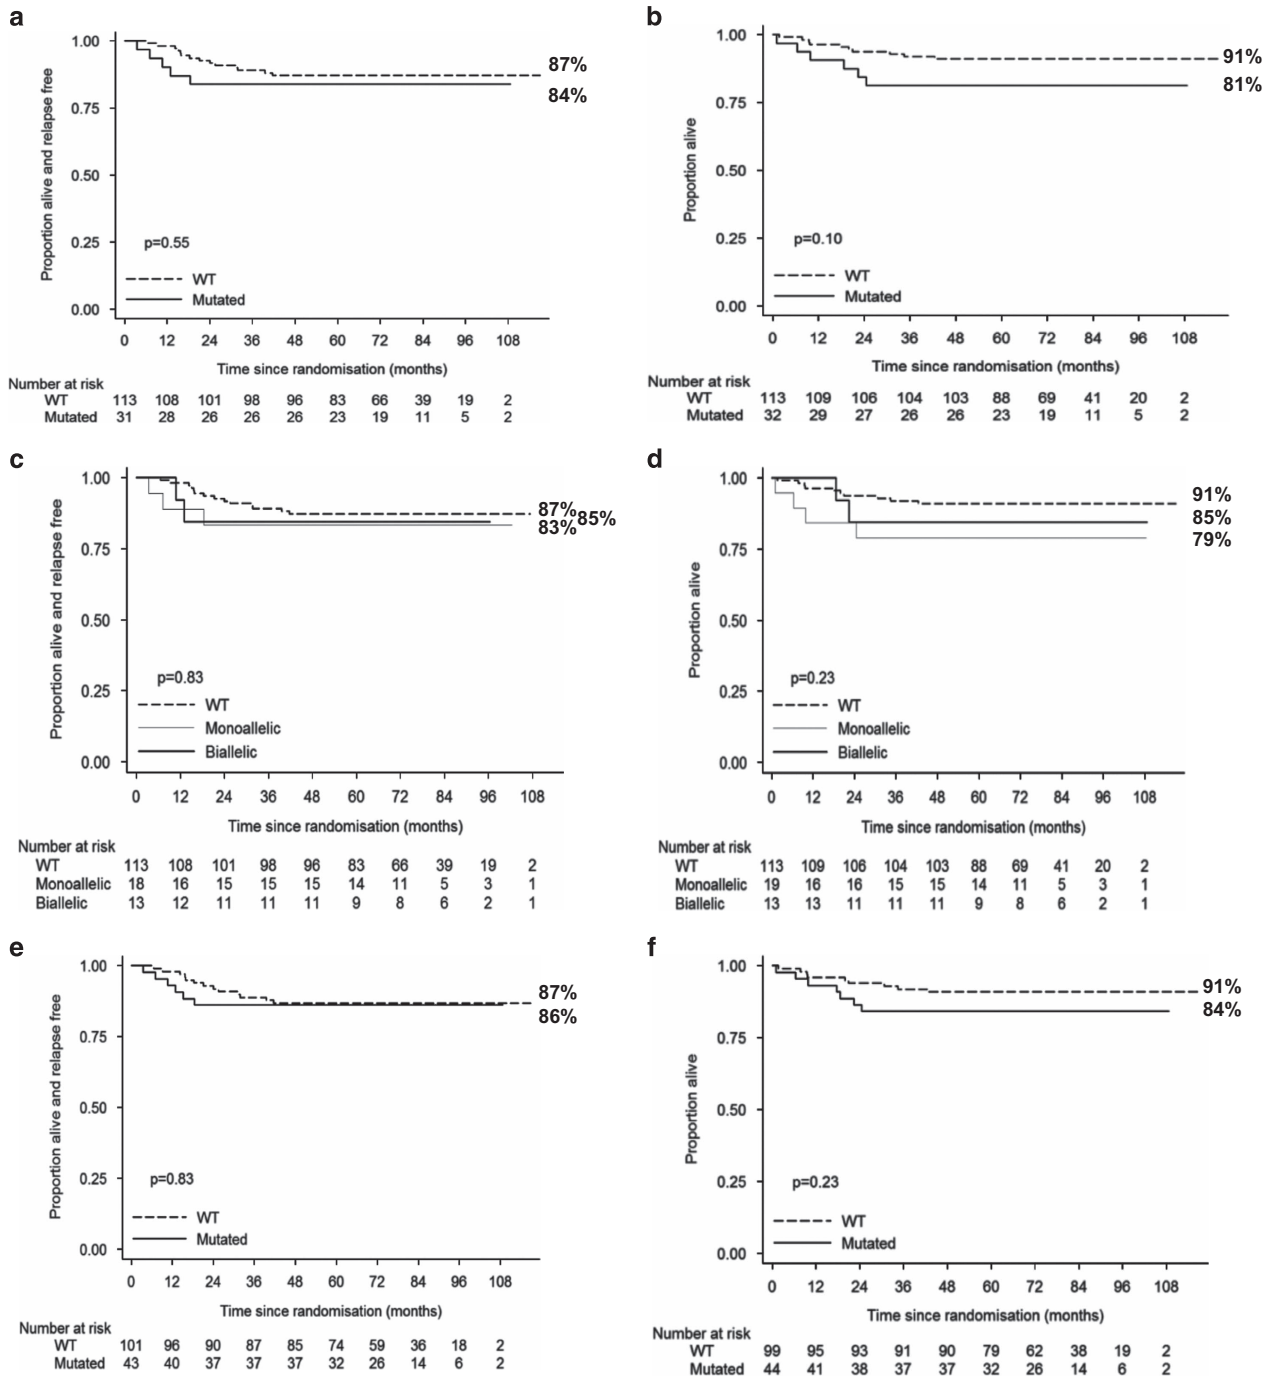 a
1.00
0.75
0.50
0.25
0.00
Proportion alive and relapse free
87%
84%
p=0.55
WT
Mutated
0 12 24 36 48 60 72 84 96 108
Time since randomisation (months)
Number at risk
WT 113 108 101 98 96 83 66 39 19 2
Mutated 31 28 26 26 26 23 19 11 5 2
b
1.00
0.75
0.50
0.25
0.00
Proportion alive
91%
81%
p=0.10
WT
Mutated
0 12 24 36 48 60 72 84 96 108
Time since randomisation (months)
Number at risk
WT 113 109 106 104 103 88 69 41 20 2
Mutated 32 29 27 26 26 23 19 11 5 2
c
1.00
0.75
0.50
0.25
0.00
Proportion alive and relapse free
87%
85%
83%
p=0.83
WT
Monoallelic
Biallelic
0 12 24 36 48 60 72 84 96 108
Time since randomisation (months)
Number at risk
WT 113 108 101 98 96 83 66 39 19 2
Monoallelic 18 16 15 15 15 14 11 5 3 1
Biallelic 13 12 11 11 11 9 8 6 2 1
d
1.00
0.75
0.50
0.25
0.00
Proportion alive
91%
85%
79%
p=0.23
WT
Monoallelic
Biallelic
0 12 24 36 48 60 72 84 96 108
Time since randomisation (months)
Number at risk
WT 113 109 106 104 103 88 69 41 20 2
Monoallelic 19 16 16 15 15 14 11 5 3 1
Biallelic 13 13 11 11 11 9 8 6 2 1
e
1.00
0.75
0.50
0.25
0.00
Proportion alive and relapse free
87%
86%
p=0.83
WT
Mutated
0 12 24 36 48 60 72 84 96 108
Time since randomisation (months)
Number at risk
WT 101 96 90 87 85 74 59 36 18 2
Mutated 43 40 37 37 37 32 26 14 6 2
f
1.00
0.75
0.50
0.25
0.00
Proportion alive
91%
84%
p=0.23
WT
Mutated
0 12 24 36 48 60 72 84 96 108
Time since randomisation (months)
Number at risk
WT 99 95 93 91 90 79 62 38 19 2
Mutated 44 41 38 37 37 32 26 14 6 2